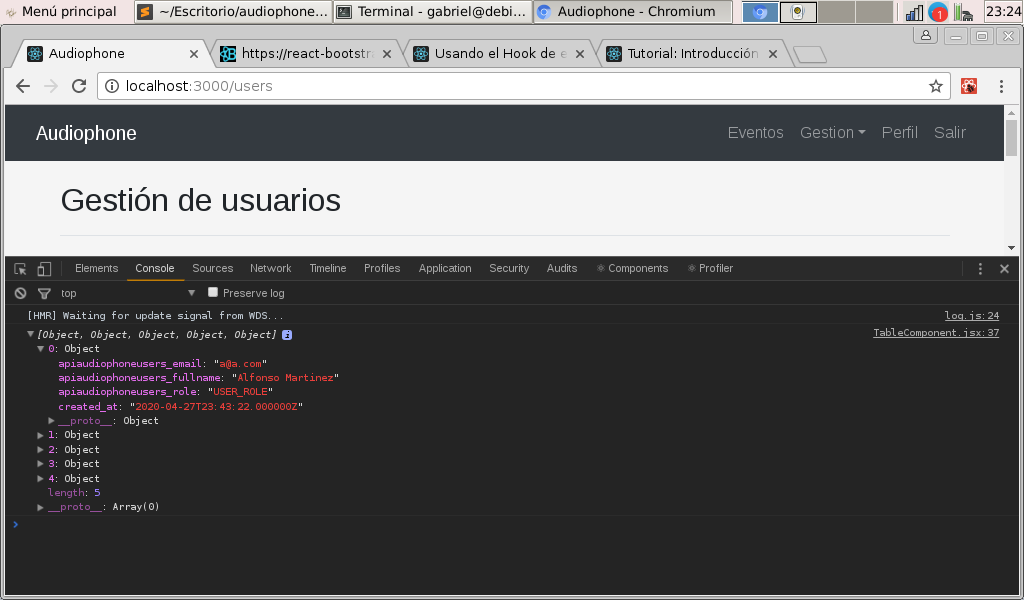 Menú principal
~/Escritorio/audiophone...
Terminal - gabriel@debi...
Audiophone - Chromium
1
23:24
Audiophone
https://react-bootstr
Usando el Hook de e
Tutorial: Introducción
localhost:3000/users
Audiophone
Eventos
Gestion
Perfil
Salir
Gestión de usuarios
Elements
Console
Sources
Network
Timeline
Profiles
Application
Security
Audits
Components
Profiler
top
Preserve log
[HMR] Waiting for update signal from WDS...
log.js:24
[Object, Object, Object, Object, Object]
TableComponent.jsx:37
0: Object
apiaudiophoneusers_email: "a@a.com"
apiaudiophoneusers_fullname: "Alfonso Martinez"
apiaudiophoneusers_role: "USER_ROLE"
created_at: "2020-04-27T23:43:22.000000Z"
__proto__: Object
1: Object
2: Object
3: Object
4: Object
length: 5
__proto__: Array(0)